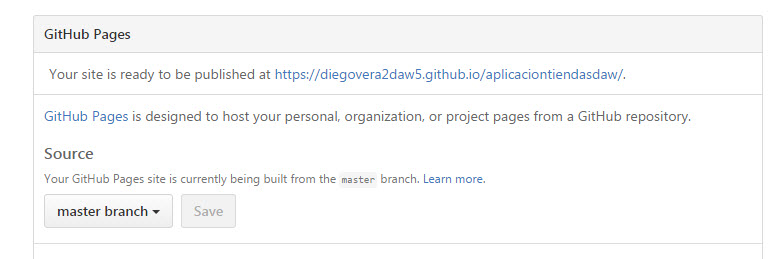 GitHub Pages
Your site is ready to be published at https://diegovera2daw5.github.io/aplicaciontiendasdaw/.
GitHub Pages is designed to host your personal, organization, or project pages from a GitHub repository.
Source
Your GitHub Pages site is currently being built from the master branch. Learn more.
master branch Save